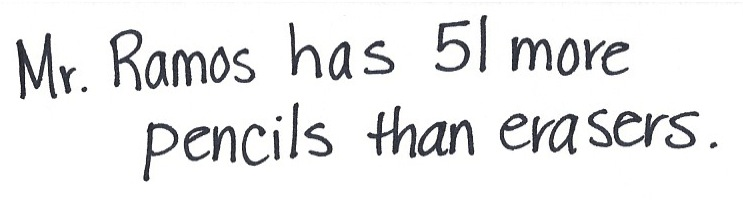 Mr. Ramos has 51 more
pencils than erasers.